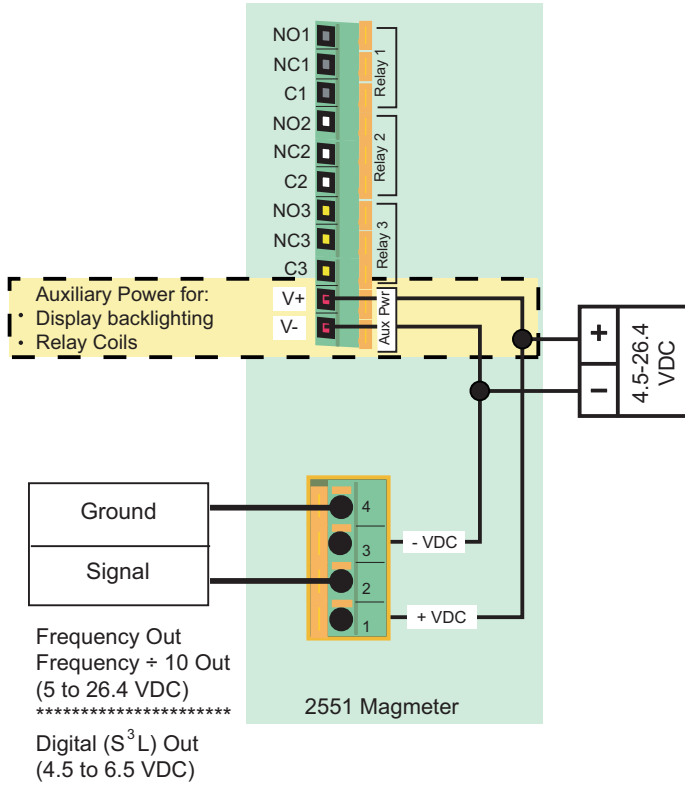 NO1
NC1
C1
Relay 1
NO2
NC2
C2
Relay 2
NO3
NC3
C3
Relay 3
Auxiliary Power for:
• Display backlighting
• Relay Coils
V+
V-
Aux Pwr
+
–
4.5-26.4
VDC
Ground
Signal
4
3
2
1
- VDC
+ VDC
Frequency Out
Frequency ÷ 10 Out
(5 to 26.4 VDC)
**********************
Digital (S³L) Out
(4.5 to 6.5 VDC)
2551 Magmeter